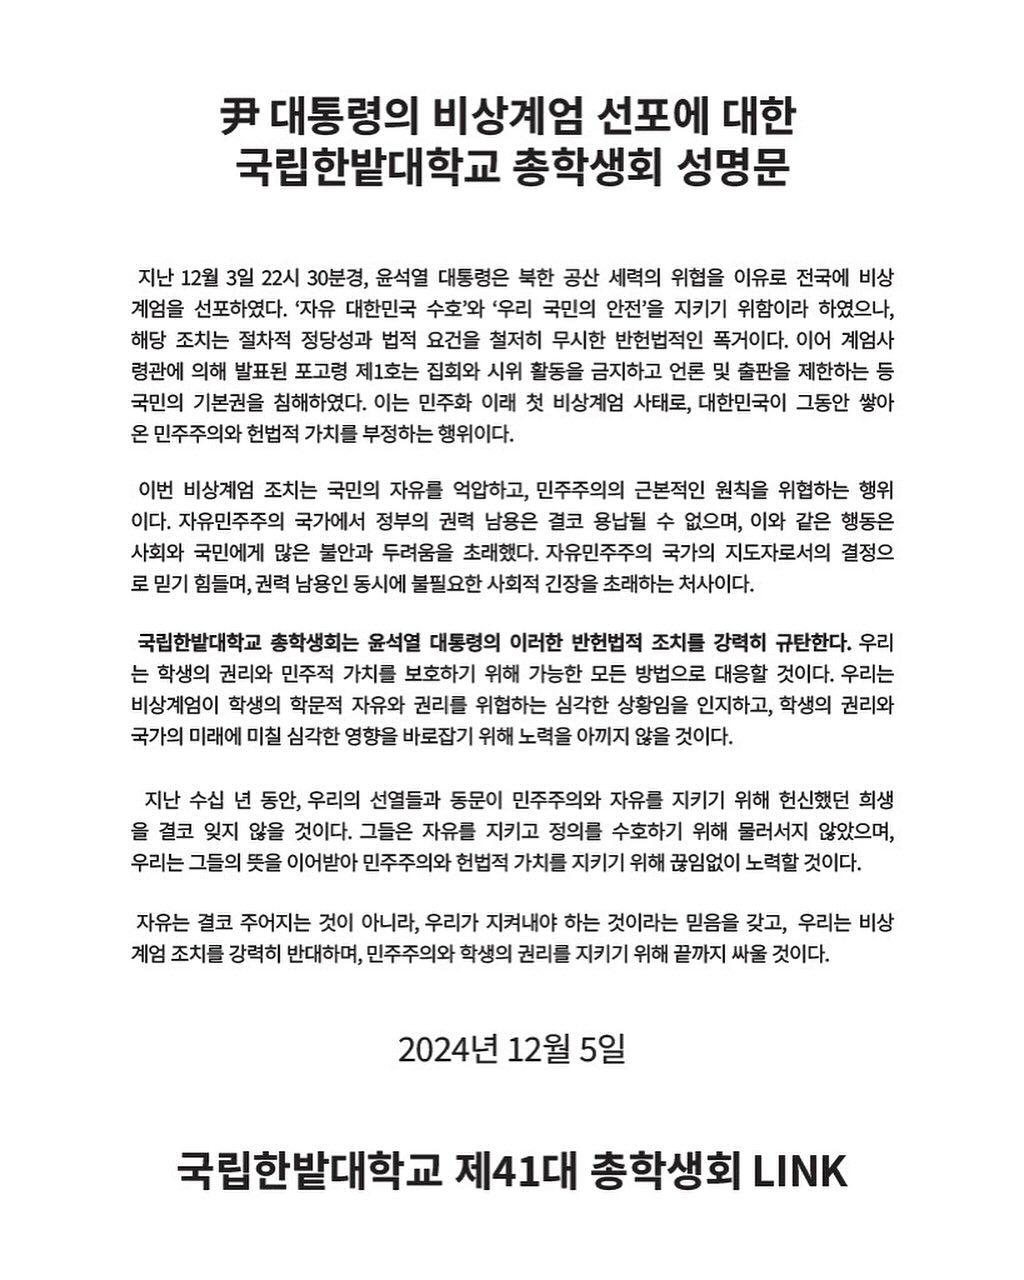 尹 대통령의 비상계엄 선포에 대한
국립한밭대학교 총학생회 성명문
지난 12월 3일 22시 30분경, 윤석열 대통령은 북한 공산 세력의 위협을 이유로 전국에 비상
계엄을 선포하였다. ‘자유 대한민국 수호’와 ‘우리 국민의 안전’을 지키기 위함이라 하였으나,
해당 조치는 절차적 정당성과 법적 요건을 철저히 무시한 반헌법적인 폭거이다. 이어 계엄사
령관에 의해 발표된 포고령 제1호는 집회와 시위 활동을 금지하고 언론 및 출판을 제한하는 등
국민의 기본권을 침해하였다. 이는 민주화 이래 첫 비상계엄 사태로, 대한민국이 그동안 쌓아
온 민주주의와 헌법적 가치를 부정하는 행위이다.
이번 비상계엄 조치는 국민의 자유를 억압하고, 민주주의의 근본적인 원칙을 위협하는 행위
이다. 자유민주주의 국가에서 정부의 권력 남용은 결코 용납될 수 없으며, 이와 같은 행동은
사회와 국민에게 많은 불안과 두려움을 초래했다. 자유민주주의 국가의 지도자로서의 결정으
로 믿기 힘들며, 권력 남용인 동시에 불필요한 사회적 긴장을 초래하는 처사이다.
국립한밭대학교 총학생회는 윤석열 대통령의 이러한 반헌법적 조치를 강력히 규탄한다. 우리
는 학생의 권리와 민주적 가치를 보호하기 위해 가능한 모든 방법으로 대응할 것이다. 우리는
비상계엄이 학생의 학문적 자유와 권리를 위협하는 심각한 상황임을 인지하고, 학생의 권리와
국가의 미래에 미칠 심각한 영향을 바로잡기 위해 노력을 아끼지 않을 것이다.
지난 수십 년 동안, 우리의 선열들과 동문이 민주주의와 자유를 지키기 위해 헌신했던 희생
을 결코 잊지 않을 것이다. 그들은 자유를 지키고 정의를 수호하기 위해 물러서지 않았으며,
우리는 그들의 뜻을 이어받아 민주주의와 헌법적 가치를 지키기 위해 끊임없이 노력할 것이다.
자유는 결코 주어지는 것이 아니라, 우리가 지켜내야 하는 것이라는 믿음을 갖고, 우리는 비상
계엄 조치를 강력히 반대하며, 민주주의와 학생의 권리를 지키기 위해 끝까지 싸울 것이다.
2024년 12월 5일
국립한밭대학교 제41대 총학생회 LINK